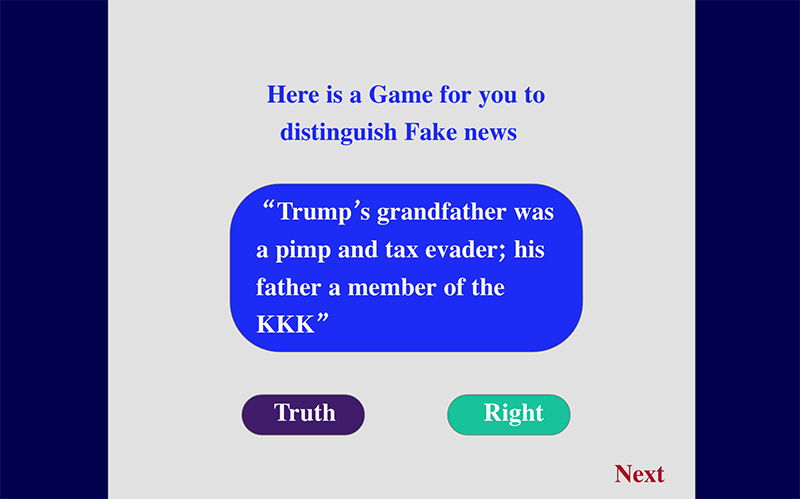 Here is a Game for you to
distinguish Fake news
“Trump’s grandfather was
a pimp and tax evader; his
father a member of the
KKK”
Truth
Right
Next